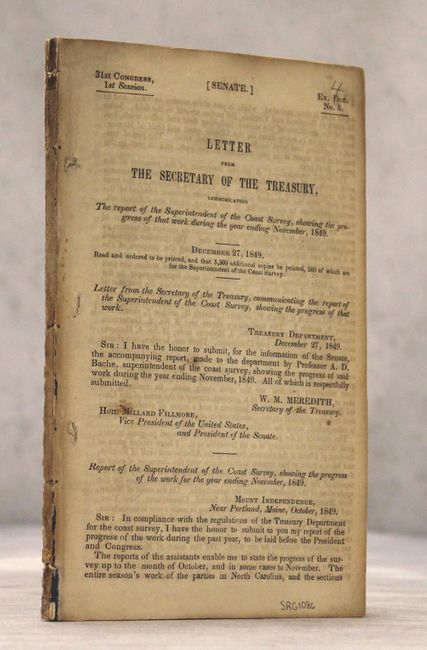 31st Congress,
1st Session.
[SENATE.]
4
Ex. Doc.
No. 5.
LETTER
FROM
THE SECRETARY OF THE TREASURY,
COMMUNICATING
The report of the Superintendent of the Coast Survey, showing the pro-
gress of that work during the year ending November, 1849.
December 27, 1849.
Read and ordered to be printed, and that 5,500 additional copies be printed, 500 of which are
for the Superintendent of the Coast Survey.
Letter from the Secretary of the Treasury, communicating the report of
the Superintendent of the Coast Survey, showing the progress of that
work.
Treasury Department,
December 27, 1849.
Sir: I have the honor to submit, for the information of the Senate,
the accompanying report, made to the department by Professor A. D.
Bache, superintendent of the coast survey, showing the progress of said
work during the year ending November, 1849. All of which is respectfully
submitted.
W. M. MEREDITH,
Secretary of the Treasury.
Hon. Millard Fillmore,
Vice President of the United States,
and President of the Senate.
Report of the Superintendent of the Coast Survey, showing the progress
of the work for the year ending November, 1849.
Mount Independence,
Near Portland, Maine, October, 1849.
Sir: In compliance with the regulations of the Treasury Department
for the coast survey, I have the honor to submit to you my report of the
progress of the work during the past year, to be laid before the President
and Congress.
The reports of the assistants enable me to state the progress of the sur-
vey up to the month of October, and in some cases to November. The
entire season's work of the parties in North Carolina, and the sections
SRG1086